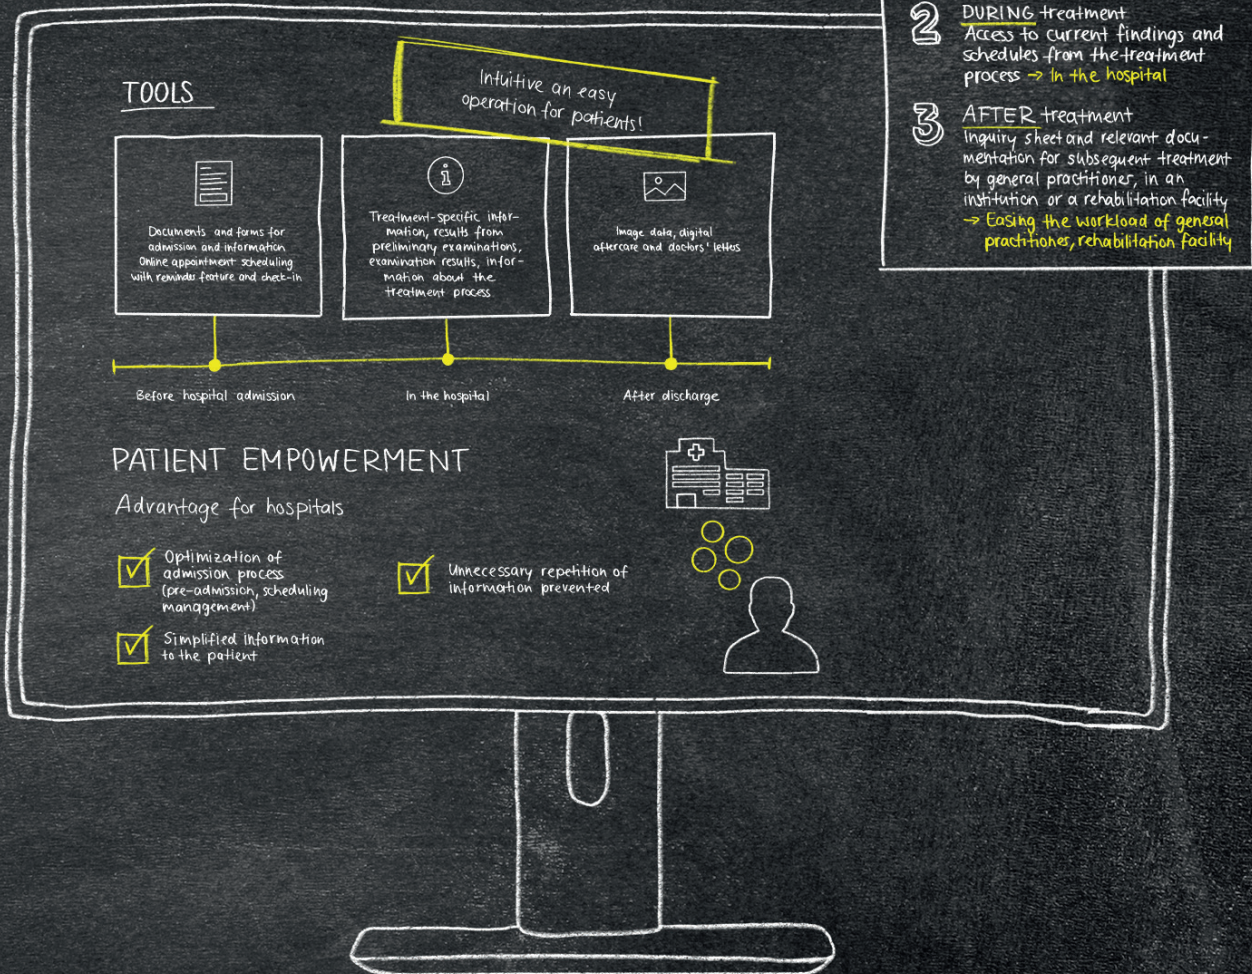 2
DURING treatment
Access to current findings and
schedules from the treatment
process → In the hospital
3
AFTER treatment
Inquiry sheet and relevant docu-
mentation for subsequent treatment
by general practitioner, in an
institution or a rehabilitation facility
→ Easing the workload of general
practitioner, rehabilitation facility
TOOLS
Intuitive an easy
operation for patients!
Documents and forms for
admission and information
Online appointment scheduling
with reminder feature and check-in
i
Treatment-specific infor-
mation, results from
preliminary examinations,
examination results, infor-
mation about the
treatment process
Image data, digital
aftercare and doctors' letters
Before hospital admission
In the hospital
After discharge
PATIENT EMPOWERMENT
Advantage for hospitals
Optimization of
admission process
(pre-admission, scheduling
management)
Simplified information
to the patient
Unnecessary repetition of
information prevented